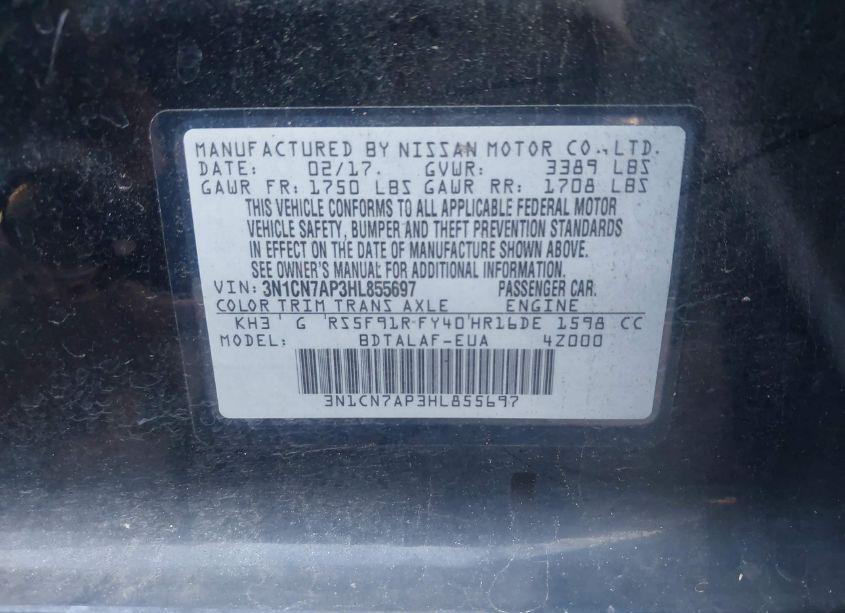 MANUFACTURED BY NISSAN MOTOR CO.,LTD.
DATE: 02/17. GVWR: 3389 LBS
GAWR FR: 1750 LBS GAWR RR: 1708 LBS
THIS VEHICLE CONFORMS TO ALL APPLICABLE FEDERAL MOTOR
VEHICLE SAFETY, BUMPER AND THEFT PREVENTION STANDARDS
IN EFFECT ON THE DATE OF MANUFACTURE SHOWN ABOVE.
SEE OWNER'S MANUAL FOR ADDITIONAL INFORMATION.
VIN: 3N1CN7AP3HL855697 PASSENGER CAR.
COLOR TRIM TRANS AXLE ENGINE
KH3 G RS5F91R-FY40 HR16DE 1598 CC
MODEL: BDTALAF-EUA 4Z000
3N1CN7AP3HL855697